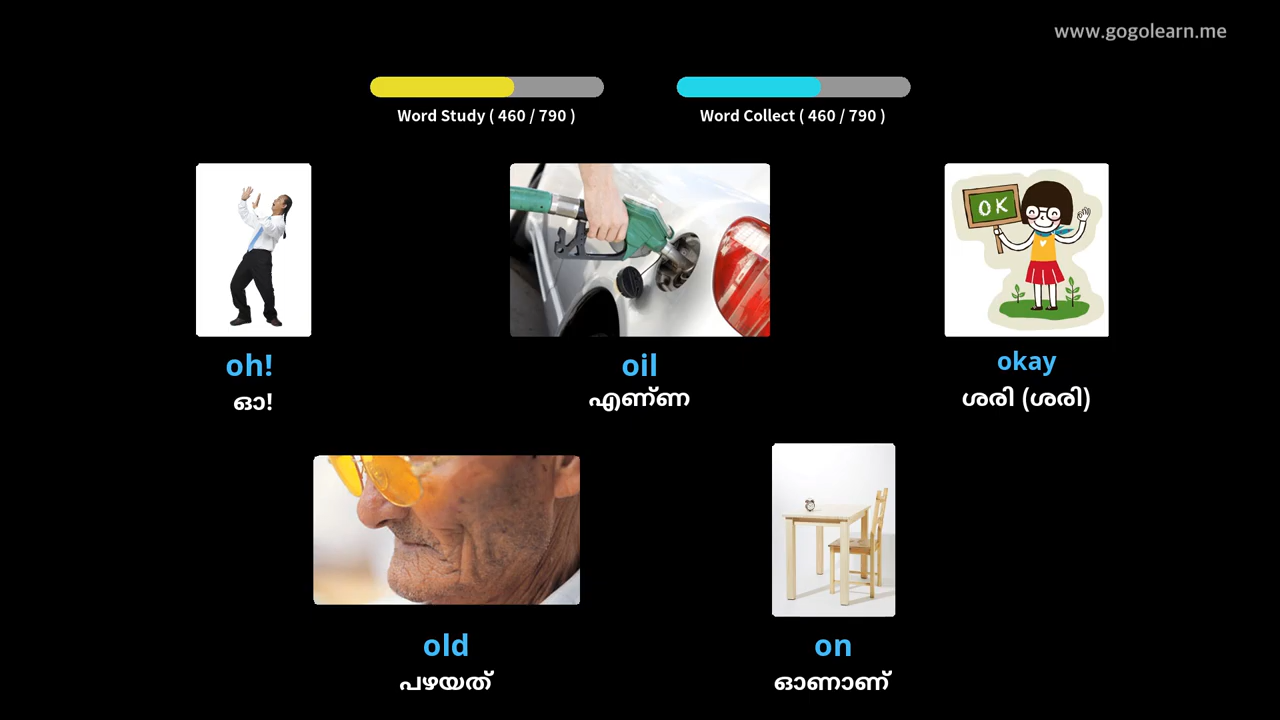 www.gogolearn.me
Word Study ( 460 / 790 )
Word Collect ( 460 / 790 )
OK
oh!
ഓ!
oil
എണ്ണ
okay
ശരി (ശരി)
old
പഴയത്
on
ഓണാണ്